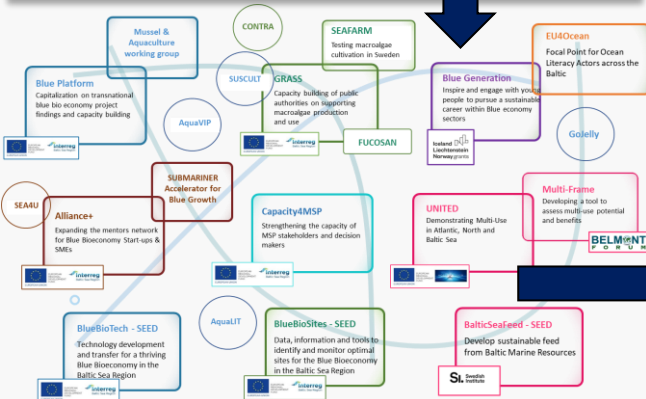 Mussel &
Aquaculture
working group
CONTRA
SEAFARM
Testing macroalgae
cultivation in Sweden
EU4Ocean
Focal Point for Ocean
Literacy Actors across the
Baltic
Blue Platform
Capitalization on transnational
blue bio economy project
findings and capacity building
Interreg
SUSCULT
GRASS
Capacity building of public
authorities on supporting
macroalgae production
and use
Interreg
FUCOSAN
Blue Generation
Inspire and engage with young
people to pursue a sustainable
career within Blue economy
sectors
Iceland
Liechtenstein
Norway grants
AquaVIP
GoJelly
SEA4U
SUBMARINER
Accelerator for
Blue Growth
Alliance+
Expanding the mentors network
for Blue Bioeconomy Start-ups &
SMEs
Interreg
Capacity4MSP
Strengthening the capacity of
MSP stakeholders and decision
makers
Interreg
UNITED
Demonstrating Multi-Use
in Atlantic, North and
Baltic Sea
Multi-Frame
Developing a tool to
assess multi-use potential
and benefits
BELMONT
FORUM
BlueBioTech - SEED
Technology development
and transfer for a thriving
Blue Bioeconomy in the
Baltic Sea Region
Interreg
AquaLIT
BlueBioSites - SEED
Data, information and tools to
identify and monitor optimal
sites for the Blue Bioeconomy
in the Baltic Sea Region
Interreg
BalticSeaFeed - SEED
Develop sustainable feed
from Baltic Marine Resources
SI. Swedish
Institute